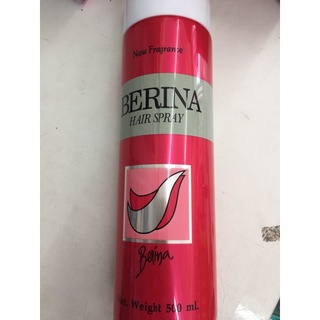 New Fragrance
BERINA
HAIR SPRAY
Berina
Weight 500 ml.